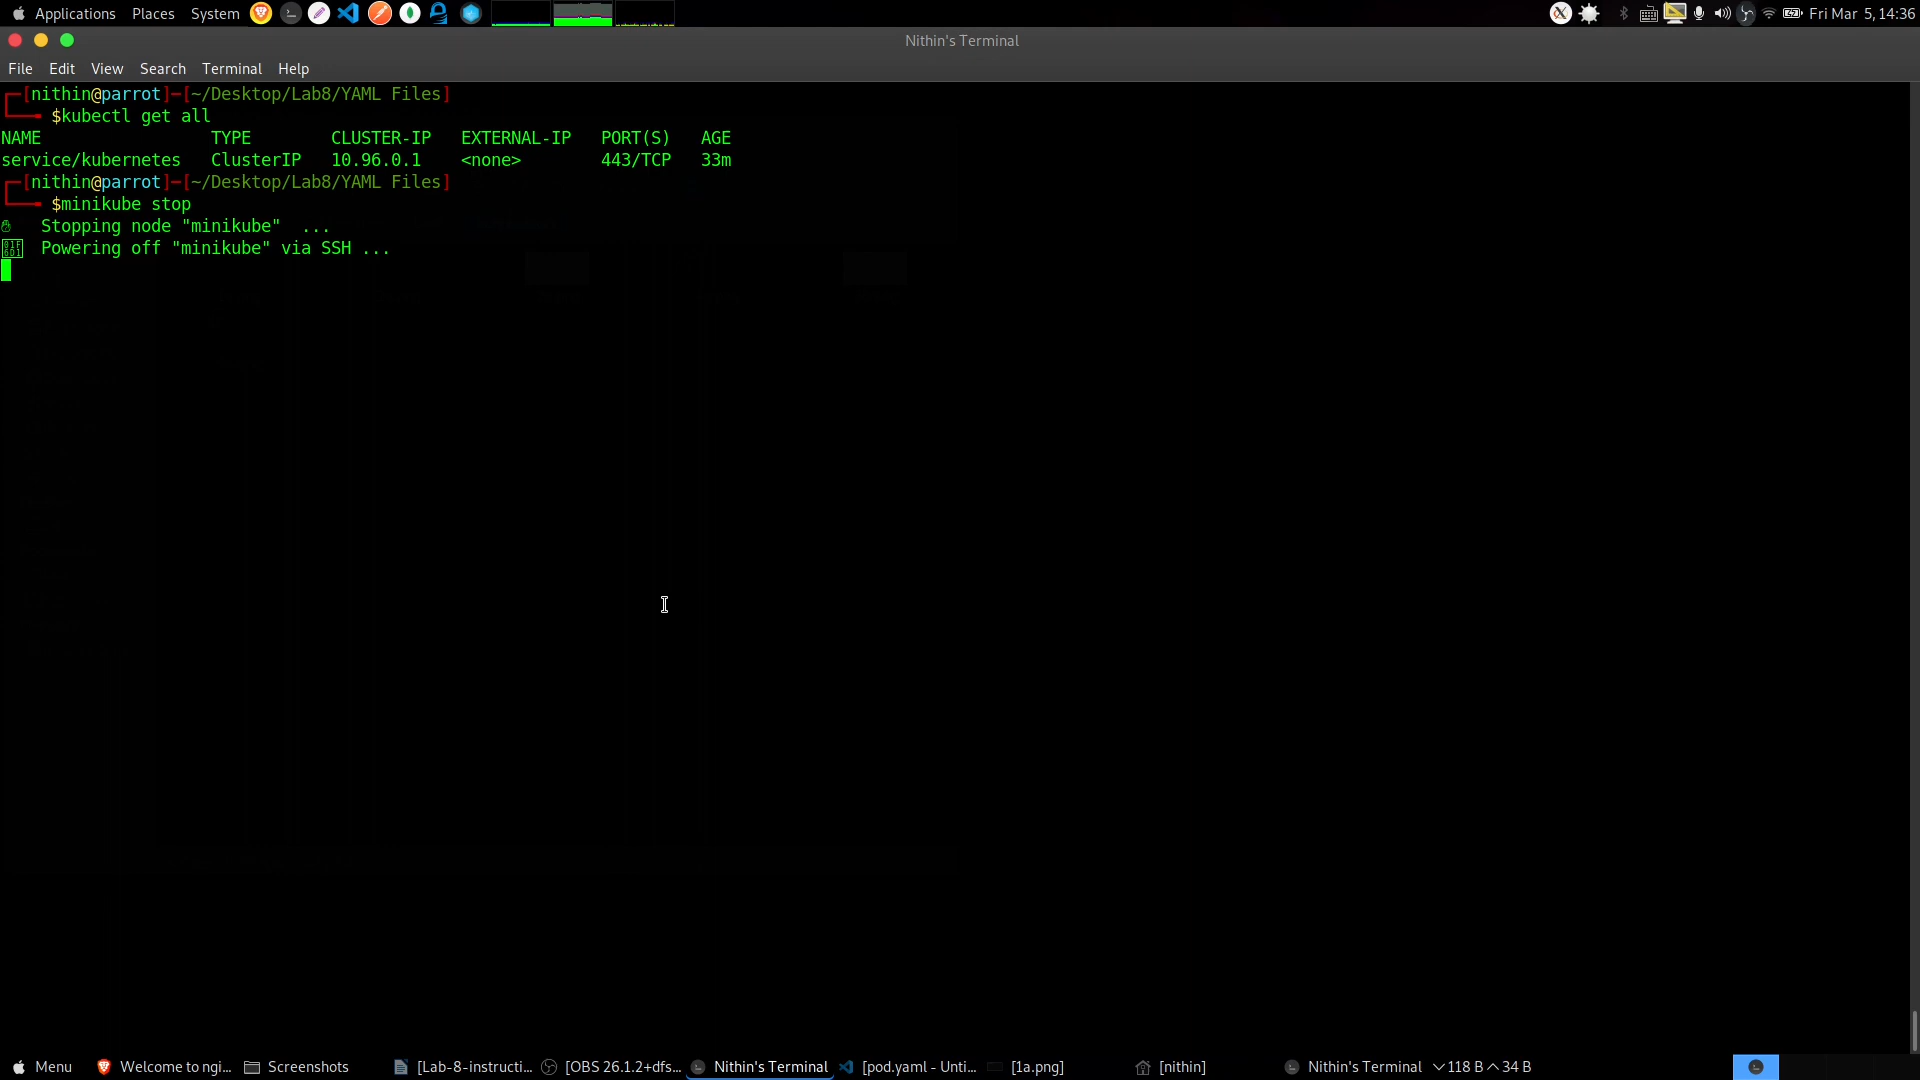 Applications Places System Fri Mar 5, 14:36
Nithin's Terminal
File Edit View Search Terminal Help
[nithin@parrot]─[~/Desktop/Lab8/YAML Files]
$kubectl get all
NAME TYPE CLUSTER-IP EXTERNAL-IP PORT(S) AGE
service/kubernetes ClusterIP 10.96.0.1 <none> 443/TCP 33m
[nithin@parrot]─[~/Desktop/Lab8/YAML Files]
$minikube stop
Stopping node "minikube" ...
01F6D1 Powering off "minikube" via SSH ...
Menu Welcome to ngi... Screenshots [Lab-8-instructi... [OBS 26.1.2+dfs... Nithin's Terminal [pod.yaml - Unti... [1a.png] [nithin] Nithin's Terminal 118 B 34 B